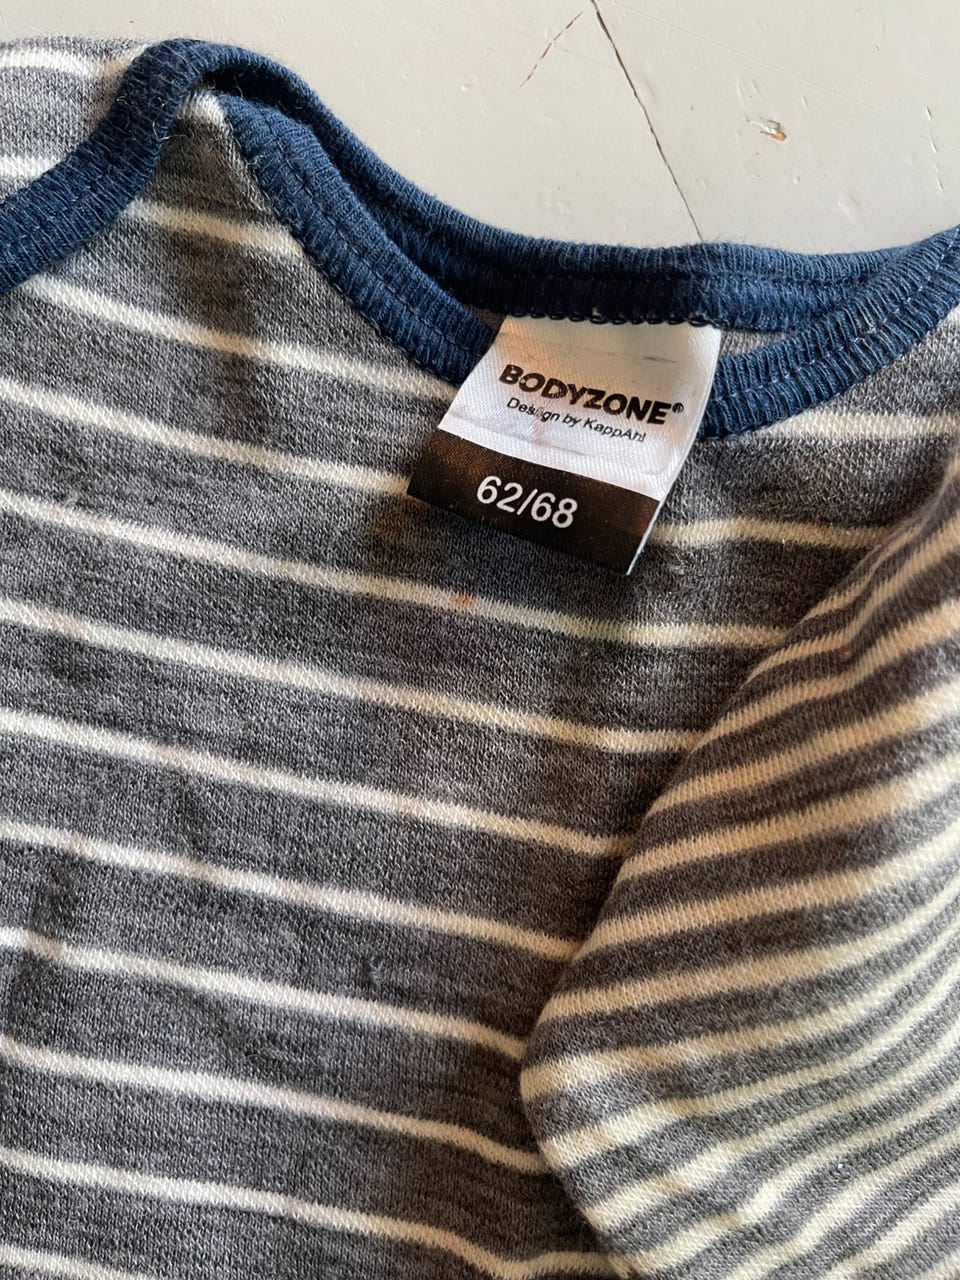 BODYZONE®
Design by KappAhl
62/68